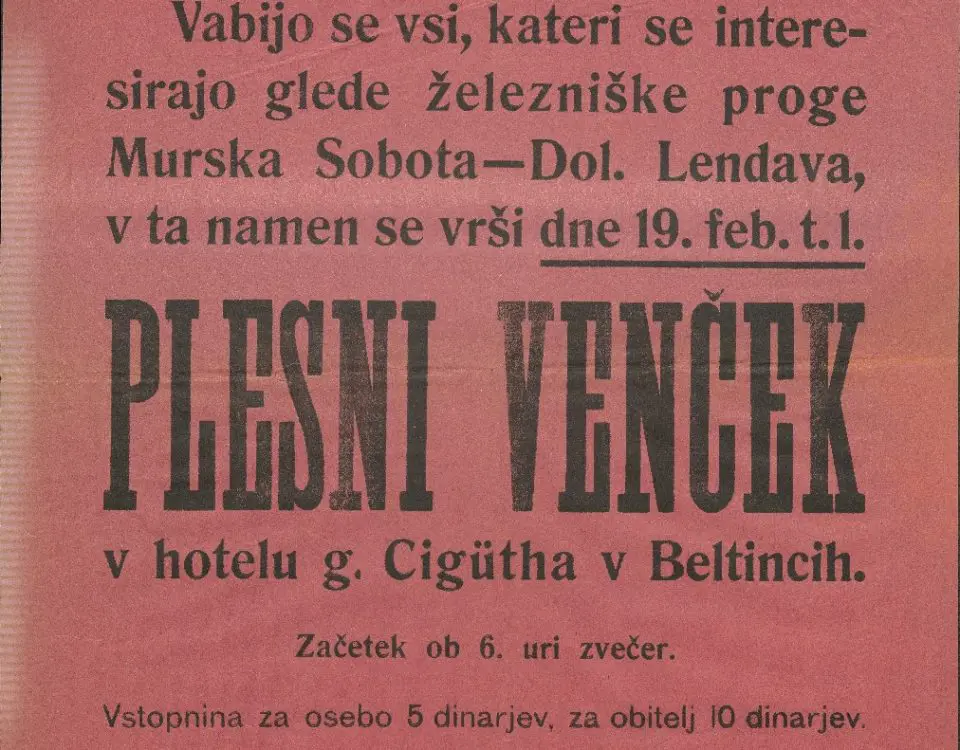 Vabijo se vsi, kateri se intere-
sirajo glede železniške proge
Murska Sobota—Dol. Lendava,
v ta namen se vrši dne 19. feb. t. l.
PLESNI VENČEK
v hotelu g. Cigütha v Beltincih.
Začetek ob 6. uri zvečer.
Vstopnina za osebo 5 dinarjev, za obitelj 10 dinarjev.